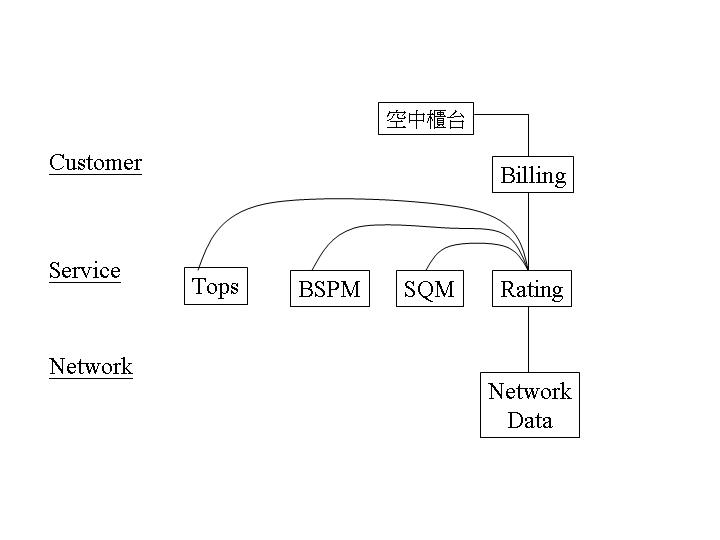 空中櫃台
Customer
Billing
Service
Tops
BSPM
SQM
Rating
Network
Network
Data